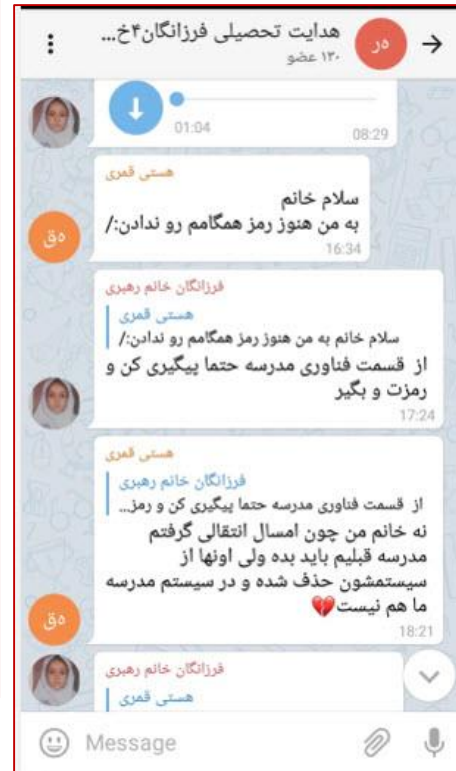 هدایت تحصیلی فرزانگان۴خ...
۱۳۰ عضو
در
01:04
08:29
هستی قمری
سلام خانم
به من هنوز رمز همگامم رو ندادن:/
16:34
هق
فرزانگان خانم رهبری
هستی قمری
سلام خانم به من هنوز رمز همگامم رو ندادن:/
از قسمت فناوری مدرسه حتما پیگیری کن و
رمزت و بگیر
17:24
هستی قمری
فرزانگان خانم رهبری
از قسمت فناوری مدرسه حتما پیگیری کن و رمز...
نه خانم من چون امسال انتقالی گرفتم
مدرسه قبلیم باید بده ولی اونها از
سیستمشون حذف شده و در سیستم مدرسه
ما هم نیست💔
18:21
هق
فرزانگان خانم رهبری
هستی قمری
Message